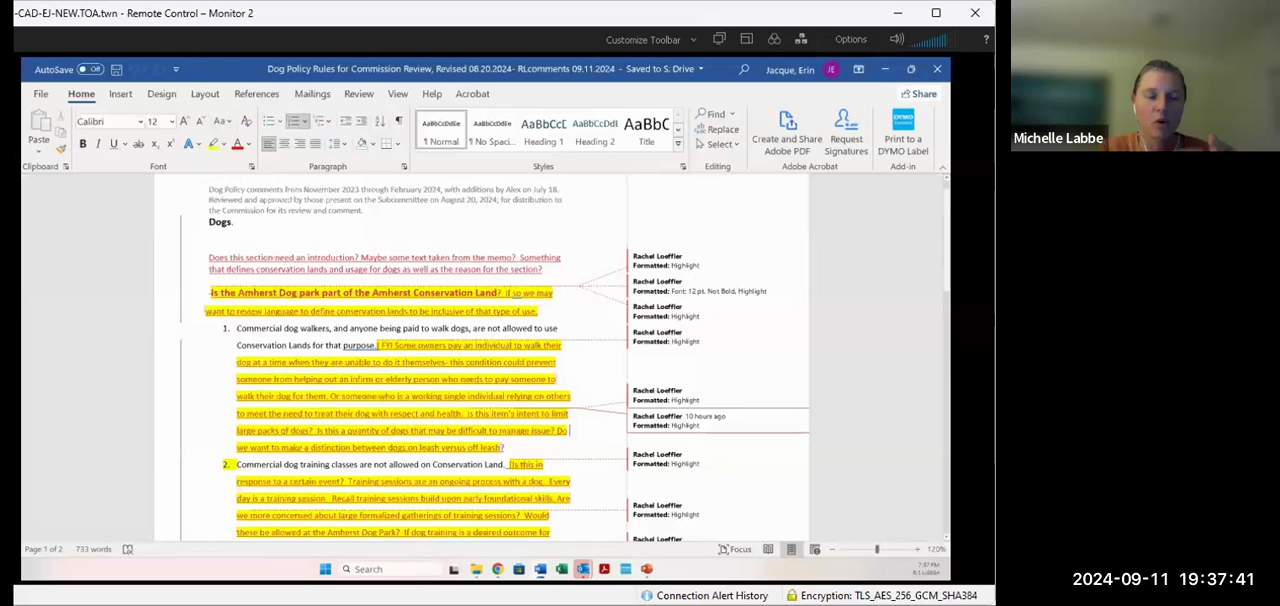 -CAD-EJ-NEW.TOA.twn - Remote Control – Monitor 2
Customize Toolbar
Options
?
AutoSave Off
Dog Policy Rules for Commission Review, Revised 08.20.2024- RLcomments 09.11.2024 - Saved to S: Drive
Jacque, Erin
JE
File Home Insert Design Layout References Mailings Review View Help Acrobat
Share
Paste
Calibri 12
AaBbCcDdEe AaBbCcDdEe AaBbCcD AaBbCcDdI AaBbC
¶ Normal ¶ No Spaci... Heading 1 Heading 2 Title
Find
Replace
Select
Create and Share Adobe PDF
Request Signatures
Print to a DYMO Label
Clipboard Font Paragraph Styles Editing Adobe Acrobat Add-in
Dog Policy comments from November 2023 through February 2024, with additions by Alex on July 18.
Reviewed and approved by those present on the Subcommittee on August 20, 2024, for distribution to
the Commission for its review and comment.
Dogs.
Does this section need an introduction? Maybe some text taken from the memo? Something
that defines conservation lands and usage for dogs as well as the reason for the section?
-Is the Amherst Dog park part of the Amherst Conservation Land? If so we may
want to review language to define conservation lands to be inclusive of that type of use.
1. Commercial dog walkers, and anyone being paid to walk dogs, are not allowed to use
Conservation Lands for that purpose.[ FYI Some owners pay an individual to walk their
dog at a time when they are unable to do it themselves- this condition could prevent
someone from helping out an infirm or elderly person who needs to pay someone to
walk their dog for them. Or someone who is a working single individual relying on others
to meet the need to treat their dog with respect and health. Is this item's intent to limit
large packs of dogs? Is this a quantity of dogs that may be difficult to manage issue? Do
we want to make a distinction between dogs on leash versus off leash?
2. Commercial dog training classes are not allowed on Conservation Land. [Is this in
response to a certain event? Training sessions are an ongoing process with a dog. Every
day is a training session. Recall training sessions build upon early foundational skills. Are
we more concerned about large formalized gatherings of training sessions? Would
these be allowed at the Amherst Dog Park? If dog training is a desired outcome for
Rachel Loeffler
Formatted: Highlight
Rachel Loeffler
Formatted: Font: 12 pt, Not Bold, Highlight
Rachel Loeffler
Formatted: Highlight
Rachel Loeffler
Formatted: Highlight
Rachel Loeffler
Formatted: Highlight
Rachel Loeffler 10 hours ago
Formatted: Highlight
Rachel Loeffler
Formatted: Highlight
Rachel Loeffler
Formatted: Highlight
Rachel Loeffler
Page 1 of 2 733 words
Focus
120%
Search
7:37 PM
9/11/2024
Connection Alert History
Encryption: TLS_AES_256_GCM_SHA384
Michelle Labbe
2024-09-11 19:37:41